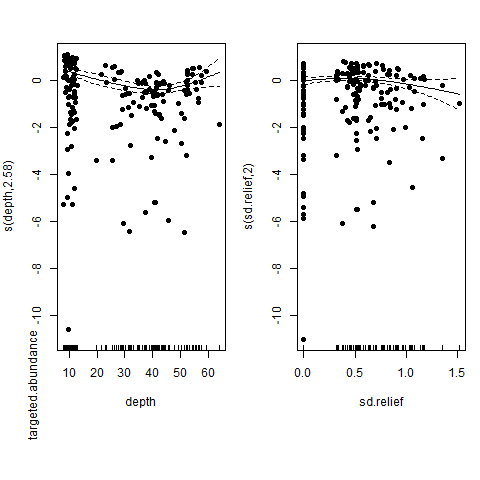 targeted.abundance
s(depth,2.58)
0
-2
-4
-6
-8
-10
10 20 30 40 50 60
depth
s(sd.relief,2)
0
-2
-4
-6
-8
-10
0.0 0.5 1.0 1.5
sd.relief